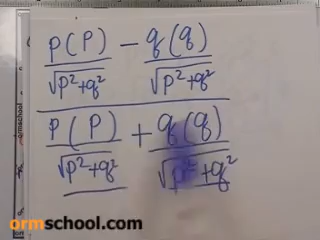 p(p) − q(q)
√p²+q² √p²+q²
p(p) + q(q)
√p²+q² √p²+q²
ormschool.com